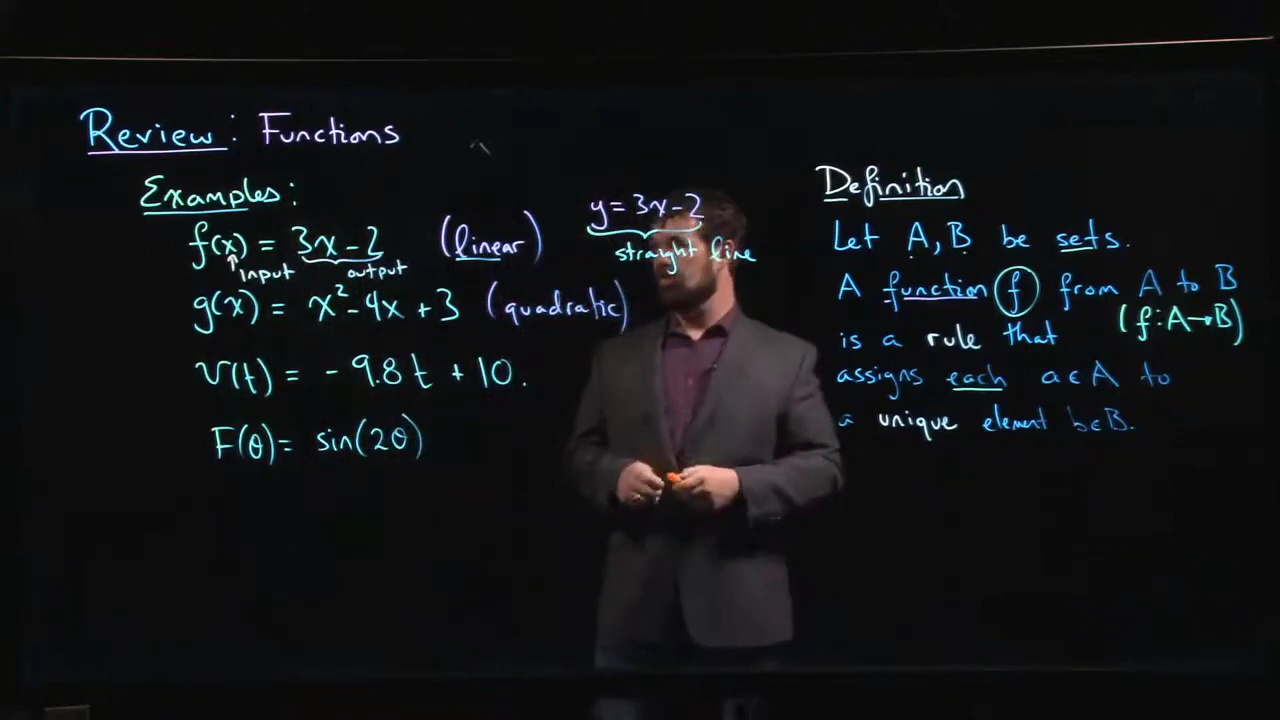 Review: Functions
Examples:
f(x) = 3x-2 (linear)
input output
y = 3x-2
straight line
g(x) = x² - 4x + 3 (quadratic)
v(t) = -9.8t + 10.
F(θ) = sin(2θ)
Definition
Let A, B be sets.
A function f from A to B
(f: A→B)
is a rule that
assigns each a∈A to
a unique element b∈B.